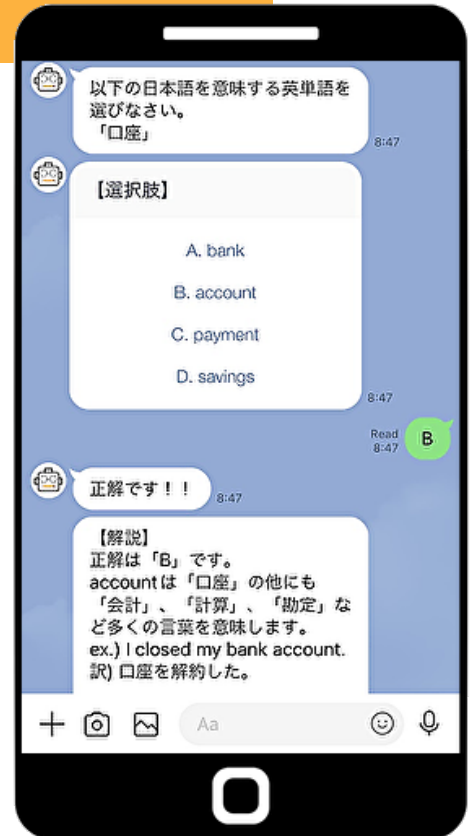 以下の日本語を意味する英単語を
選びなさい。
「口座」
8:47
【選択肢】
A. bank
B. account
C. payment
D. savings
8:47
Read
8:47
B
正解です！！
8:47
【解説】
正解は「B」です。
accountは「口座」の他にも
「会計」、「計算」、「勘定」な
ど多くの言葉を意味します。
ex.) I closed my bank account.
訳) 口座を解約した。
Aa